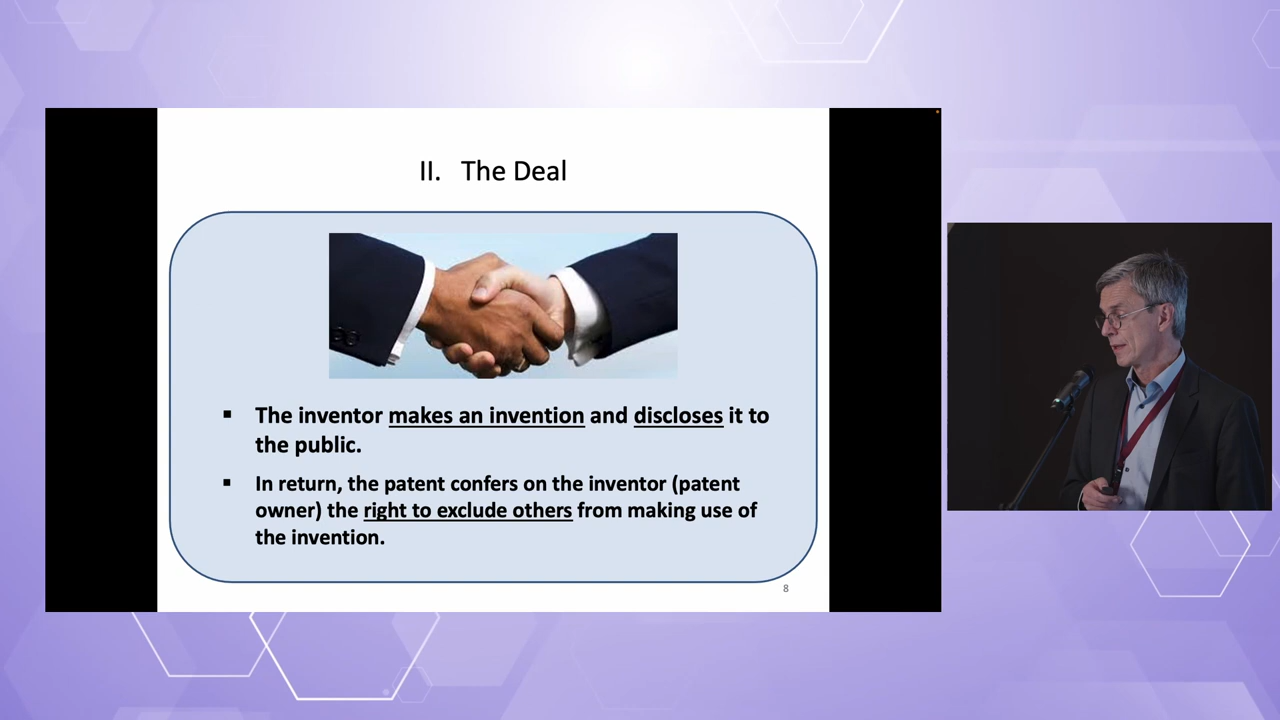 II. The Deal
▪ The inventor makes an invention and discloses it to
the public.
▪ In return, the patent confers on the inventor (patent
owner) the right to exclude others from making use of
the invention.
8